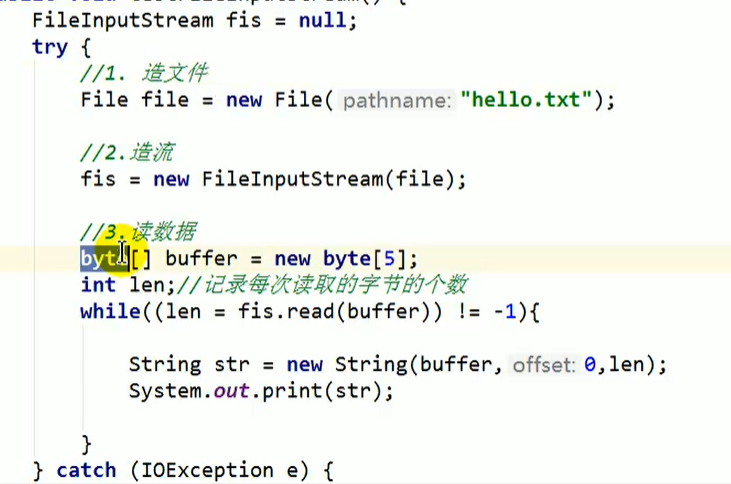 FileInputStream fis = null;
try {
//1. 造文件
File file = new File( pathname: "hello.txt");
//2.造流
fis = new FileInputStream(file);
//3.读数据
byte[] buffer = new byte[5];
int len;//记录每次读取的字节的个数
while((len = fis.read(buffer)) != -1){
String str = new String(buffer, offset: 0,len);
System.out.print(str);
}
} catch (IOException e) {